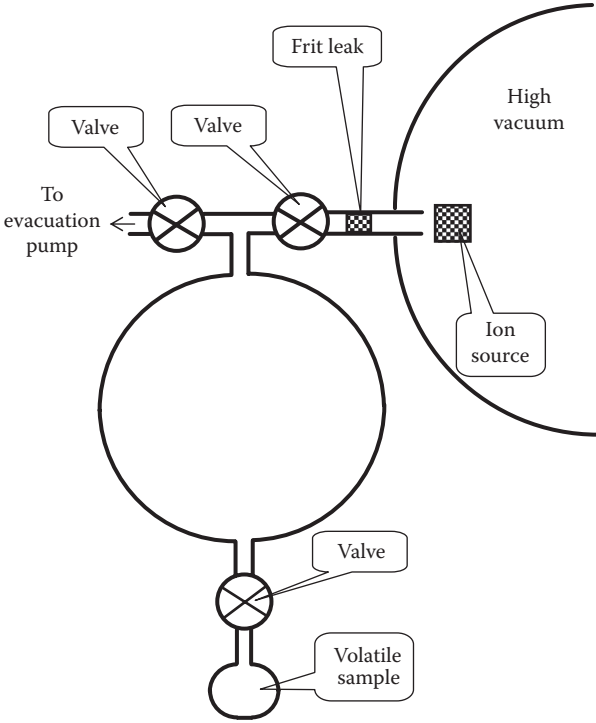 Frit leak
High
vacuum
Valve
Valve
To
evacuation
pump
Ion
source
Valve
Volatile
sample